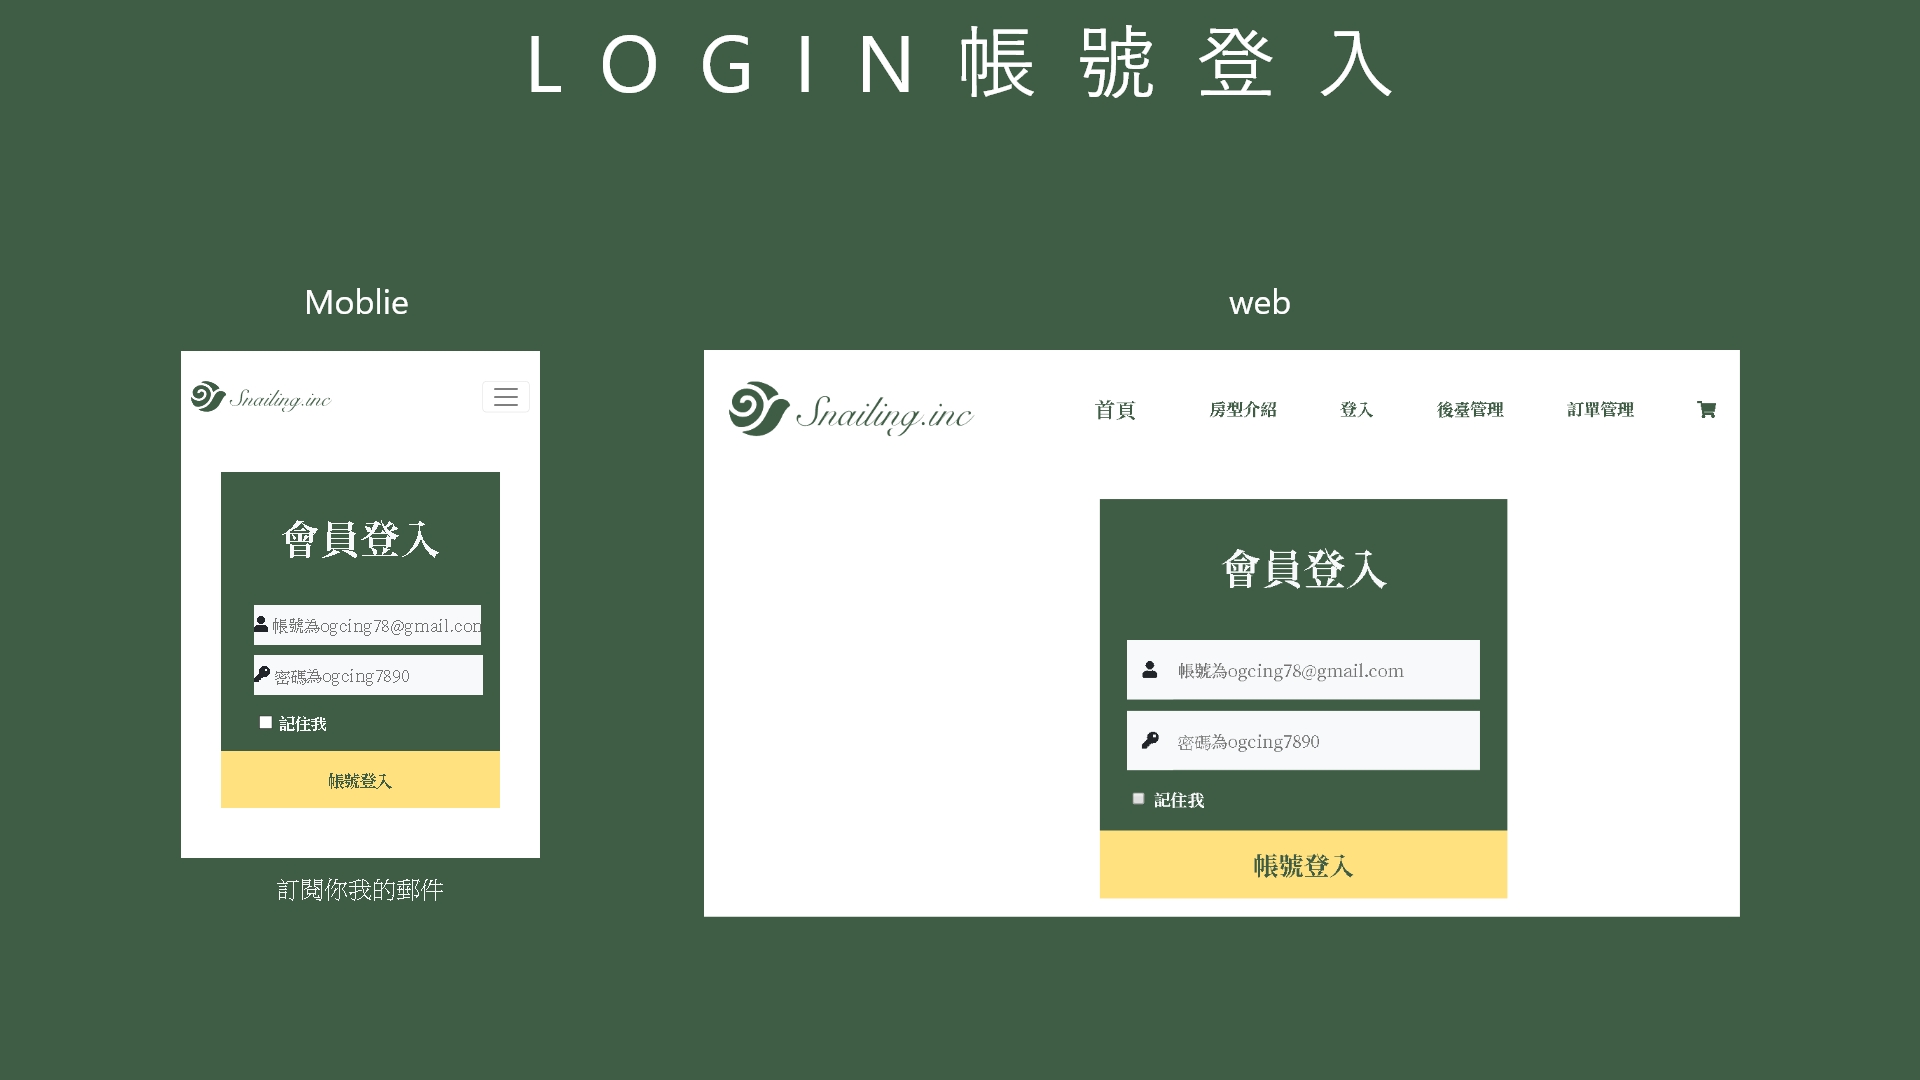 LOGIN帳號登入
Moblie
Snailing.inc
會員登入
帳號為ogcing78@gmail.con
密碼為ogcing7890
記住我
帳號登入
訂閱你我的郵件
web
Snailing.inc
首頁 房型介紹 登入 後臺管理 訂單管理
會員登入
帳號為ogcing78@gmail.com
密碼為ogcing7890
記住我
帳號登入